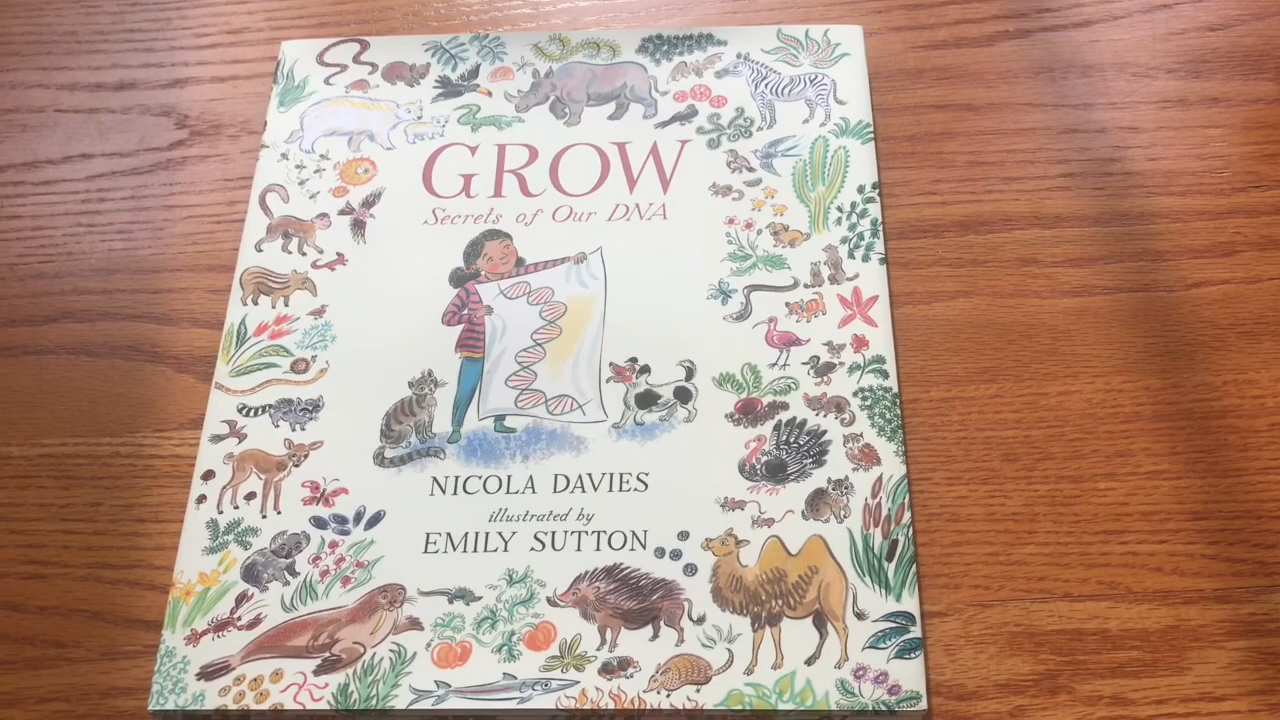 GROW
Secrets of Our DNA
NICOLA DAVIES
illustrated by
EMILY SUTTON